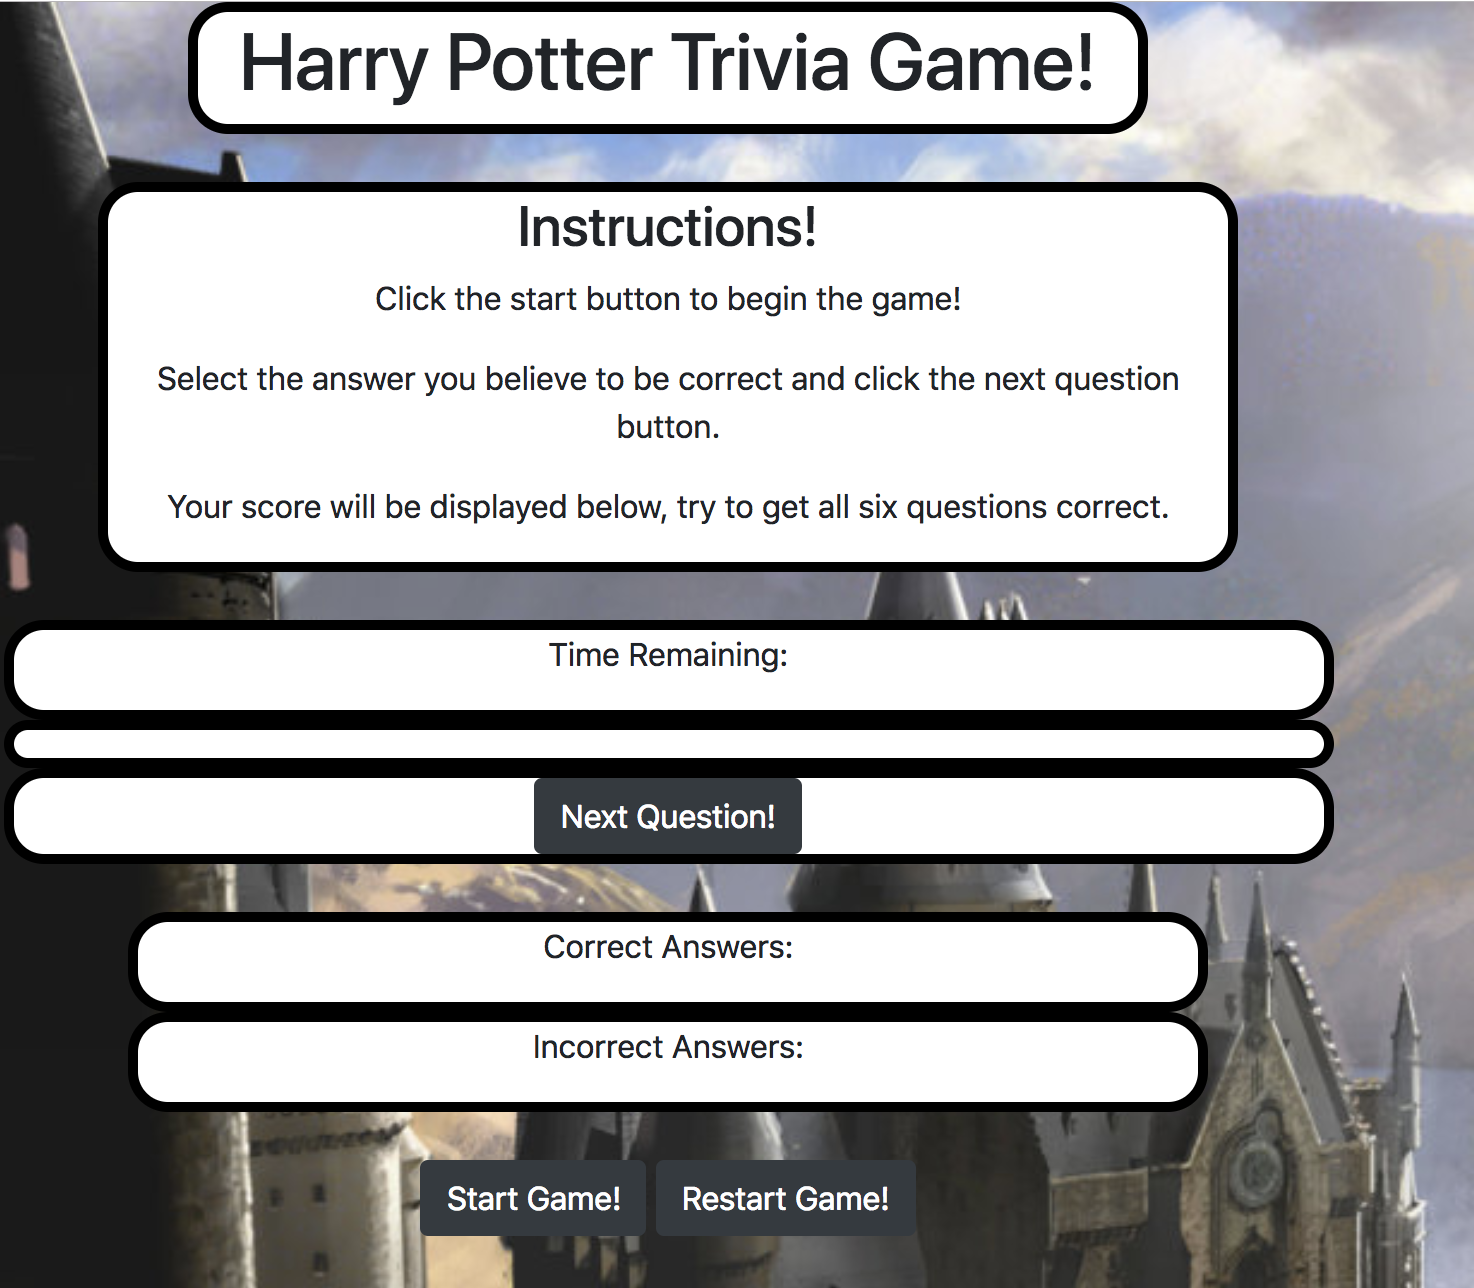 Harry Potter Trivia Game!
Instructions!
Click the start button to begin the game!
Select the answer you believe to be correct and click the next question
button.
Your score will be displayed below, try to get all six questions correct.
Time Remaining:
Next Question!
Correct Answers:
Incorrect Answers:
Start Game!
Restart Game!